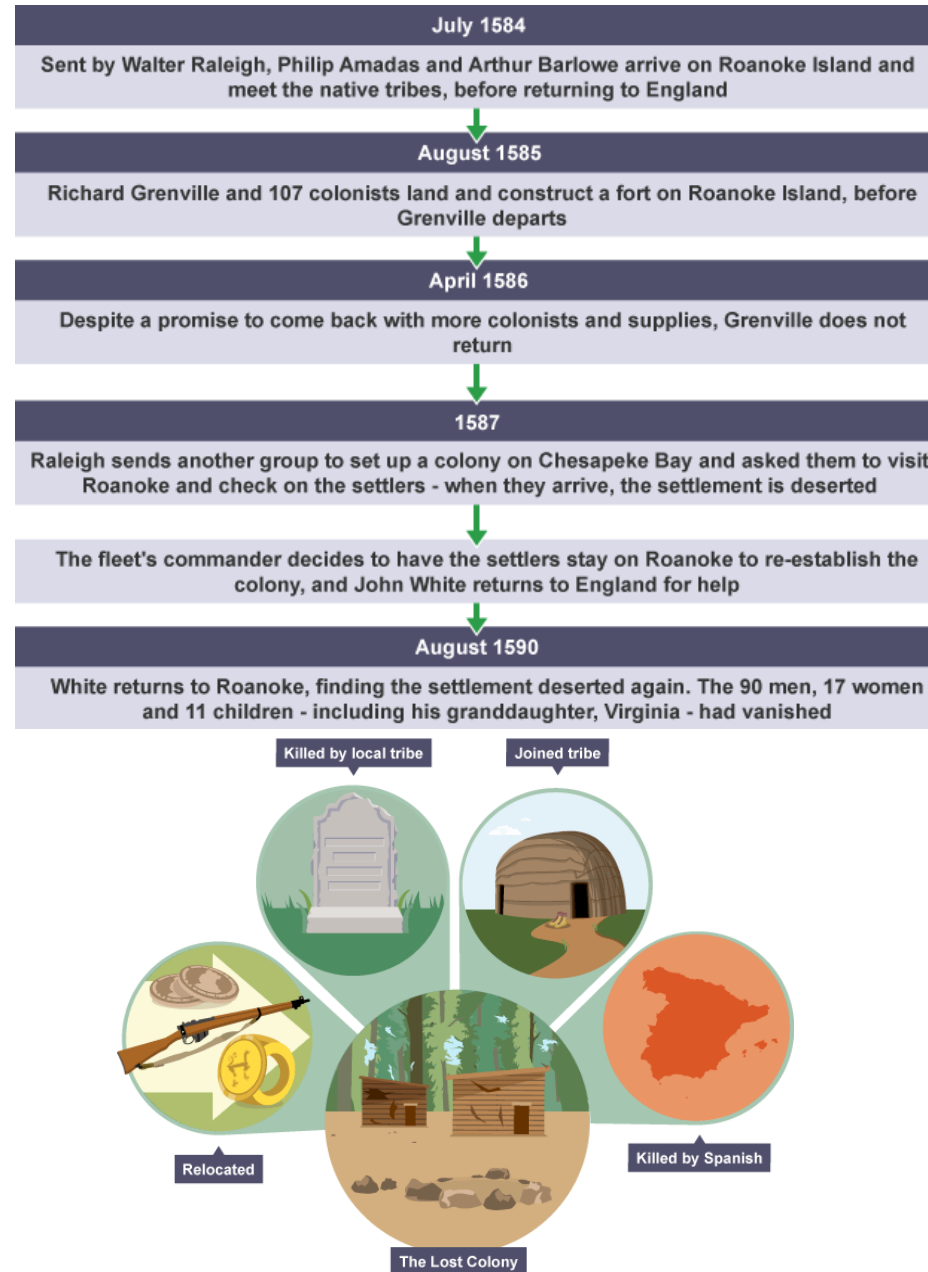 July 1584
Sent by Walter Raleigh, Philip Amadas and Arthur Barlowe arrive on Roanoke Island and
meet the native tribes, before returning to England
August 1585
Richard Grenville and 107 colonists land and construct a fort on Roanoke Island, before
Grenville departs
April 1586
Despite a promise to come back with more colonists and supplies, Grenville does not
return
1587
Raleigh sends another group to set up a colony on Chesapeke Bay and asked them to visit
Roanoke and check on the settlers - when they arrive, the settlement is deserted
The fleet's commander decides to have the settlers stay on Roanoke to re-establish the
colony, and John White returns to England for help
August 1590
White returns to Roanoke, finding the settlement deserted again. The 90 men, 17 women
and 11 children - including his granddaughter, Virginia - had vanished
Killed by local tribe
Joined tribe
Relocated
Killed by Spanish
The Lost Colony